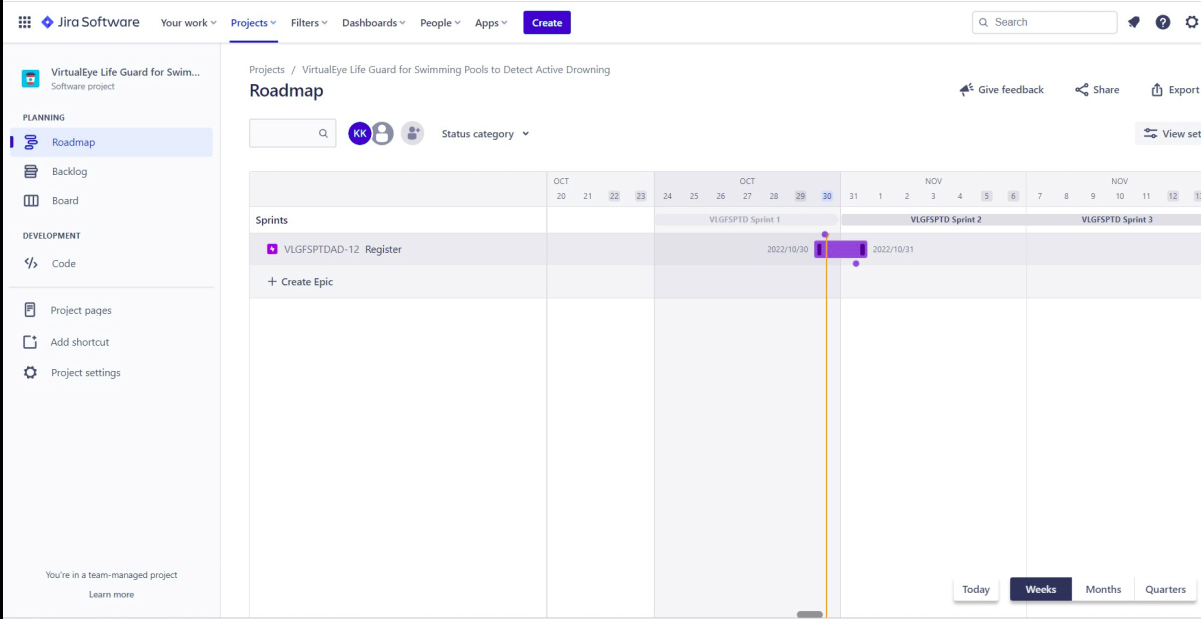 Jira Software Your work Projects Filters Dashboards People Apps Create Search
VirtualEye Life Guard for Swim...
Software project
PLANNING
Roadmap
Backlog
Board
DEVELOPMENT
Code
Project pages
Add shortcut
Project settings
You're in a team-managed project
Learn more
Projects / VirtualEye Life Guard for Swimming Pools to Detect Active Drowning
Roadmap
Give feedback Share Export
KK Status category View set
OCT OCT NOV NOV
20 21 22 23 24 25 26 27 28 29 30 31 1 2 3 4 5 6 7 8 9 10 11 12
Sprints VLGFSPTD Sprint 1 VLGFSPTD Sprint 2 VLGFSPTD Sprint 3
VLGFSPTDAD-12 Register 2022/10/30 2022/10/31
+ Create Epic
Today Weeks Months Quarters